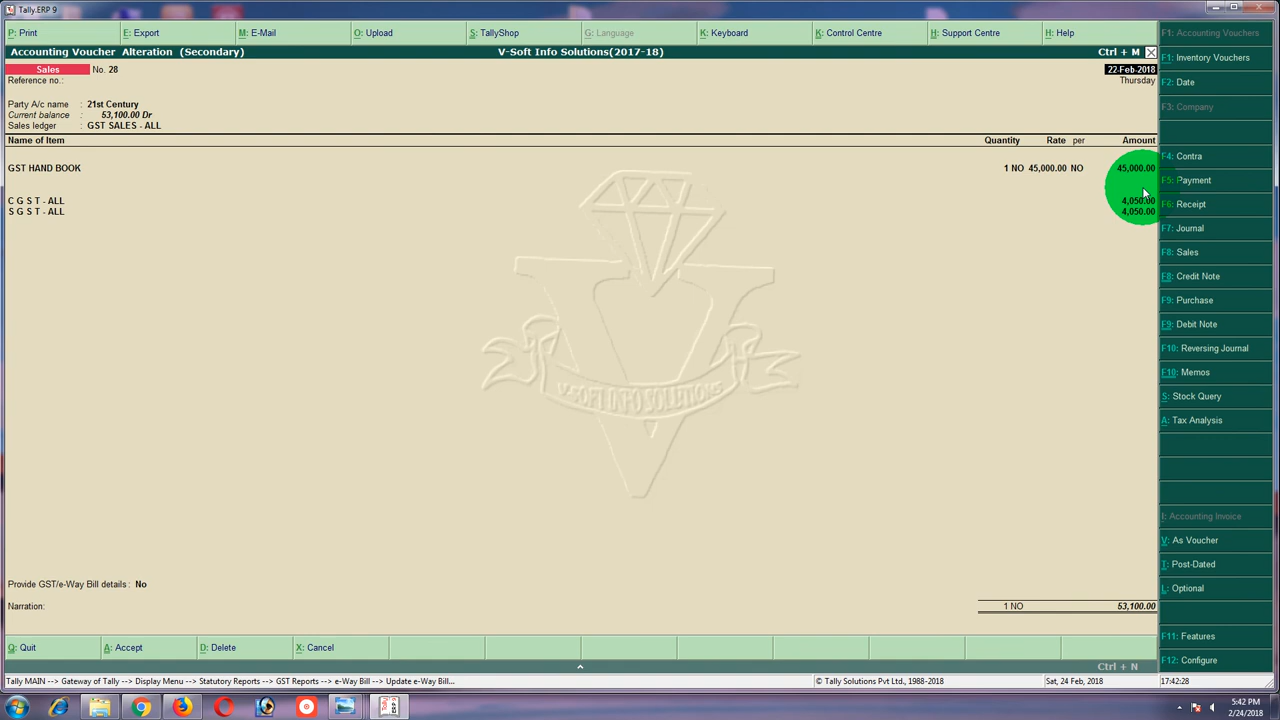 Tally.ERP 9
P: Print E: Export M: E-Mail O: Upload S: TallyShop G: Language K: Keyboard K: Control Centre H: Support Centre H: Help
Accounting Voucher Alteration (Secondary) V-Soft Info Solutions(2017-18) Ctrl + M
Sales No. 28 22-Feb-2018
Reference no.: Thursday
Party A/c name : 21st Century
Current balance : 53,100.00 Dr
Sales ledger : GST SALES - ALL
Name of Item Quantity Rate per Amount
GST HAND BOOK 1 NO 45,000.00 NO 45,000.00
C G S T - ALL 4,050.00
S G S T - ALL 4,050.00
V-SOFT INFO SOLUTIONS
Provide GST/e-Way Bill details : No
Narration: 1 NO 53,100.00
Q: Quit A: Accept D: Delete X: Cancel
Ctrl + N
F1: Accounting Vouchers
F1: Inventory Vouchers
F2: Date
F3: Company
F4: Contra
F5: Payment
F6: Receipt
F7: Journal
F8: Sales
F8: Credit Note
F9: Purchase
F9: Debit Note
F10: Reversing Journal
F10: Memos
S: Stock Query
A: Tax Analysis
I: Accounting Invoice
V: As Voucher
T: Post-Dated
L: Optional
F11: Features
F12: Configure
Tally MAIN --> Gateway of Tally --> Display Menu --> Statutory Reports --> GST Reports --> e-Way Bill --> Update e-Way Bill... © Tally Solutions Pvt Ltd., 1988-2018 Sat, 24 Feb, 2018 17:42:28
5:42 PM
2/24/2018